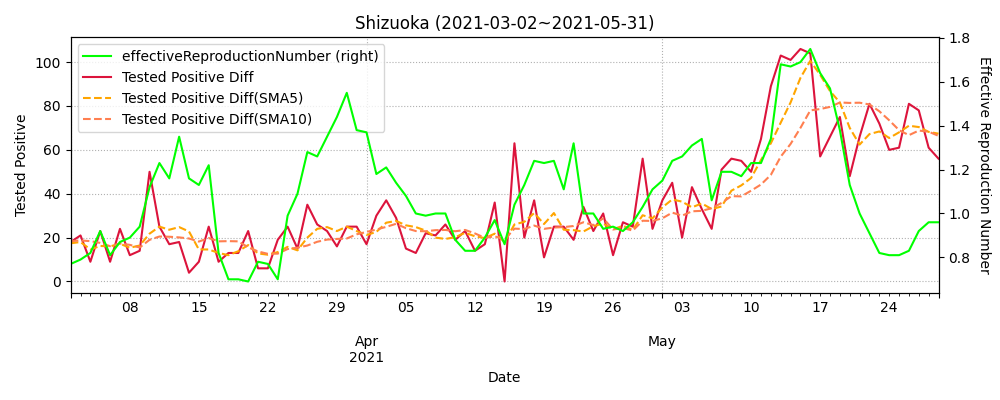 Shizuoka (2021-03-02~2021-05-31)
effectiveReproductionNumber (right)
Tested Positive Diff
Tested Positive Diff(SMA5)
Tested Positive Diff(SMA10)
Tested Positive
100
80
60
40
20
0
1.8
1.6
1.4
1.2
1.0
0.8
Effective Reproduction Number
08 15 22 29 05 12 19 26 03 10 17 24
Apr May
2021
Date